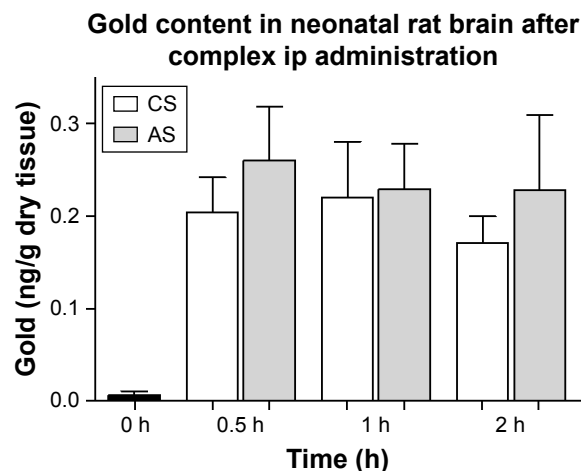 Gold content in neonatal rat brain after
complex ip administration
CS
AS
Gold (ng/g dry tissue)
0.3
0.2
0.1
0.0
0 h
0.5 h
1 h
2 h
Time (h)